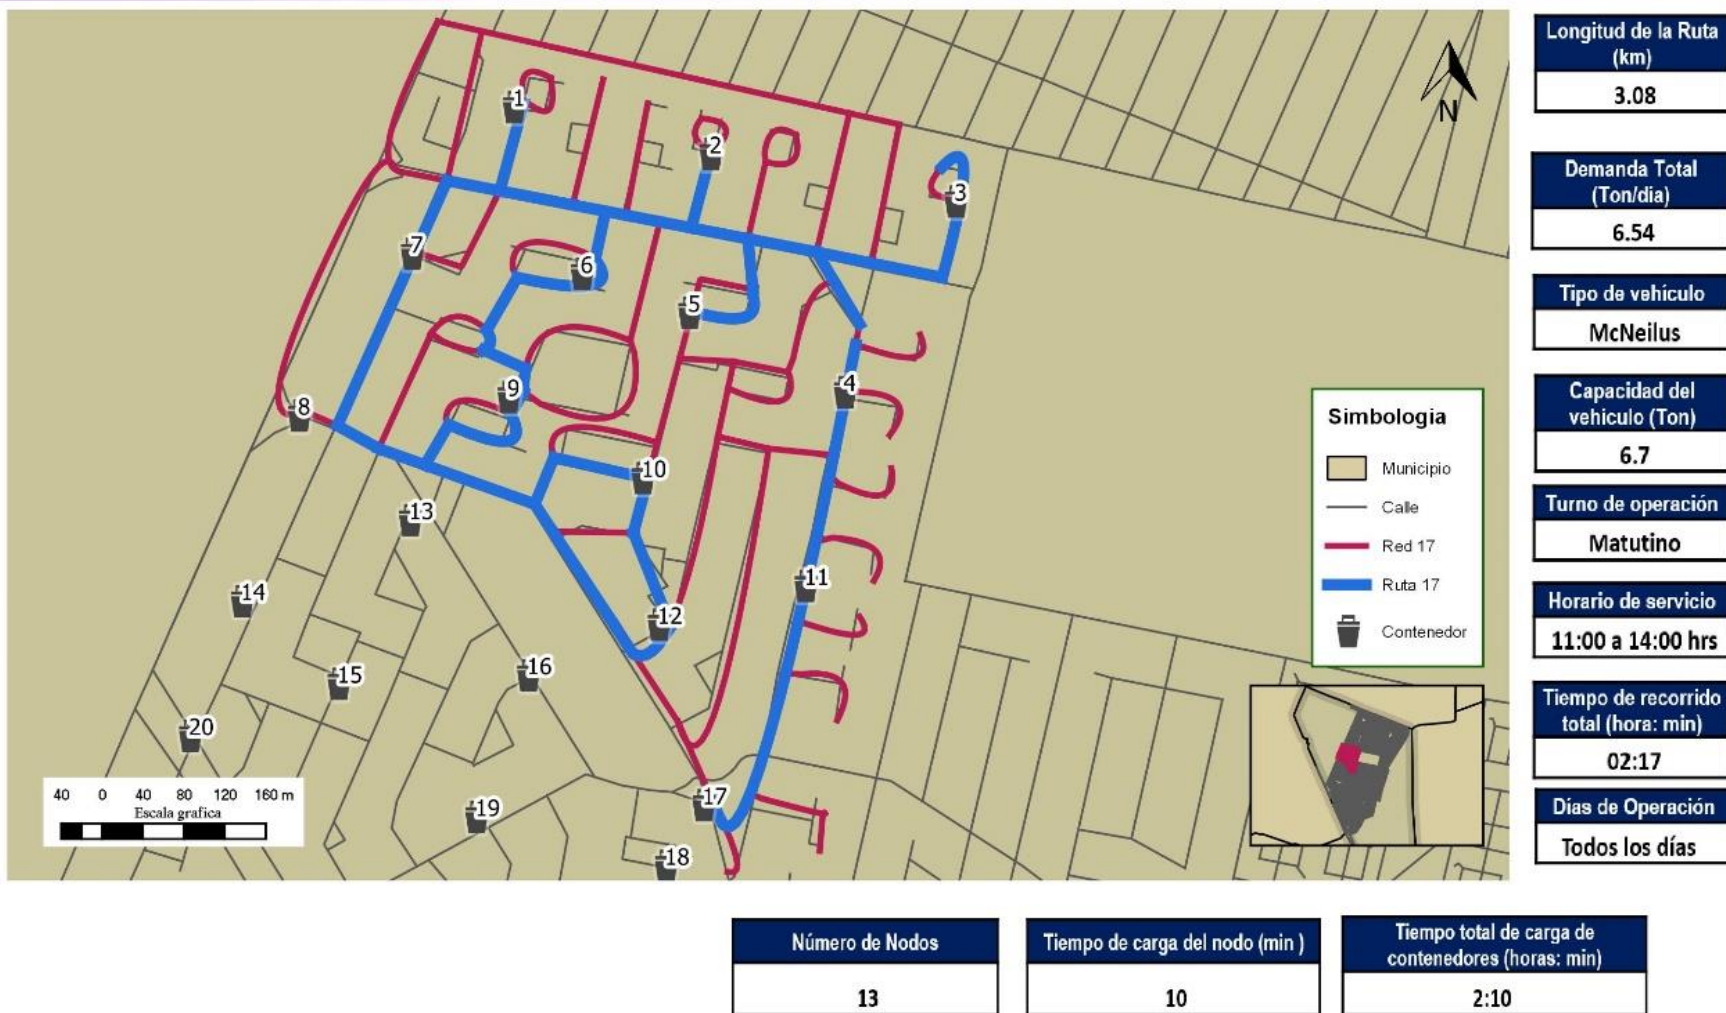 1
2
3
4
5
6
7
8
9
10
11
12
13
14
15
16
17
18
19
20
N
Simbologia
Municipio
Calle
Red 17
Ruta 17
Contenedor
40 0 40 80 120 160 m
Escala grafica
Longitud de la Ruta
(km)
3.08
Demanda Total
(Ton/dia)
6.54
Tipo de vehículo
McNeilus
Capacidad del
vehiculo (Ton)
6.7
Turno de operación
Matutino
Horario de servicio
11:00 a 14:00 hrs
Tiempo de recorrido
total (hora: min)
02:17
Días de Operación
Todos los días
Número de Nodos
13
Tiempo de carga del nodo (min )
10
Tiempo total de carga de
contenedores (horas: min)
2:10